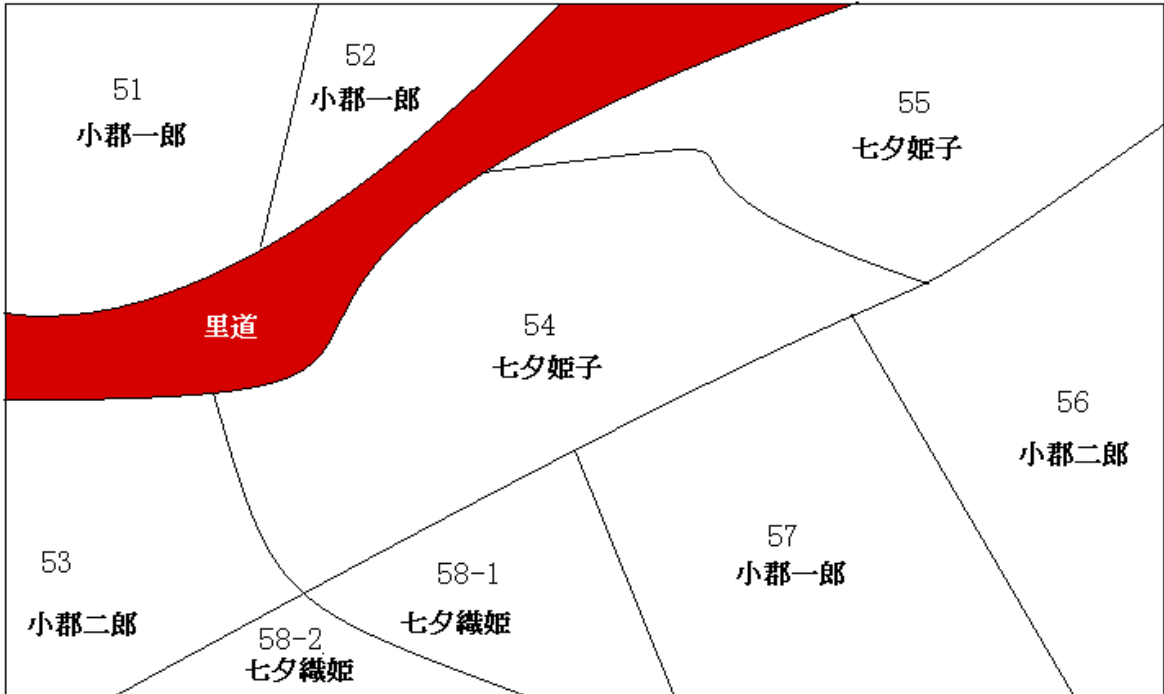 51
小郡一郎
52
小郡一郎
55
七夕姫子
里道
54
七夕姫子
56
小郡二郎
53
小郡二郎
58-1
七夕織姫
57
小郡一郎
58-2
七夕織姫